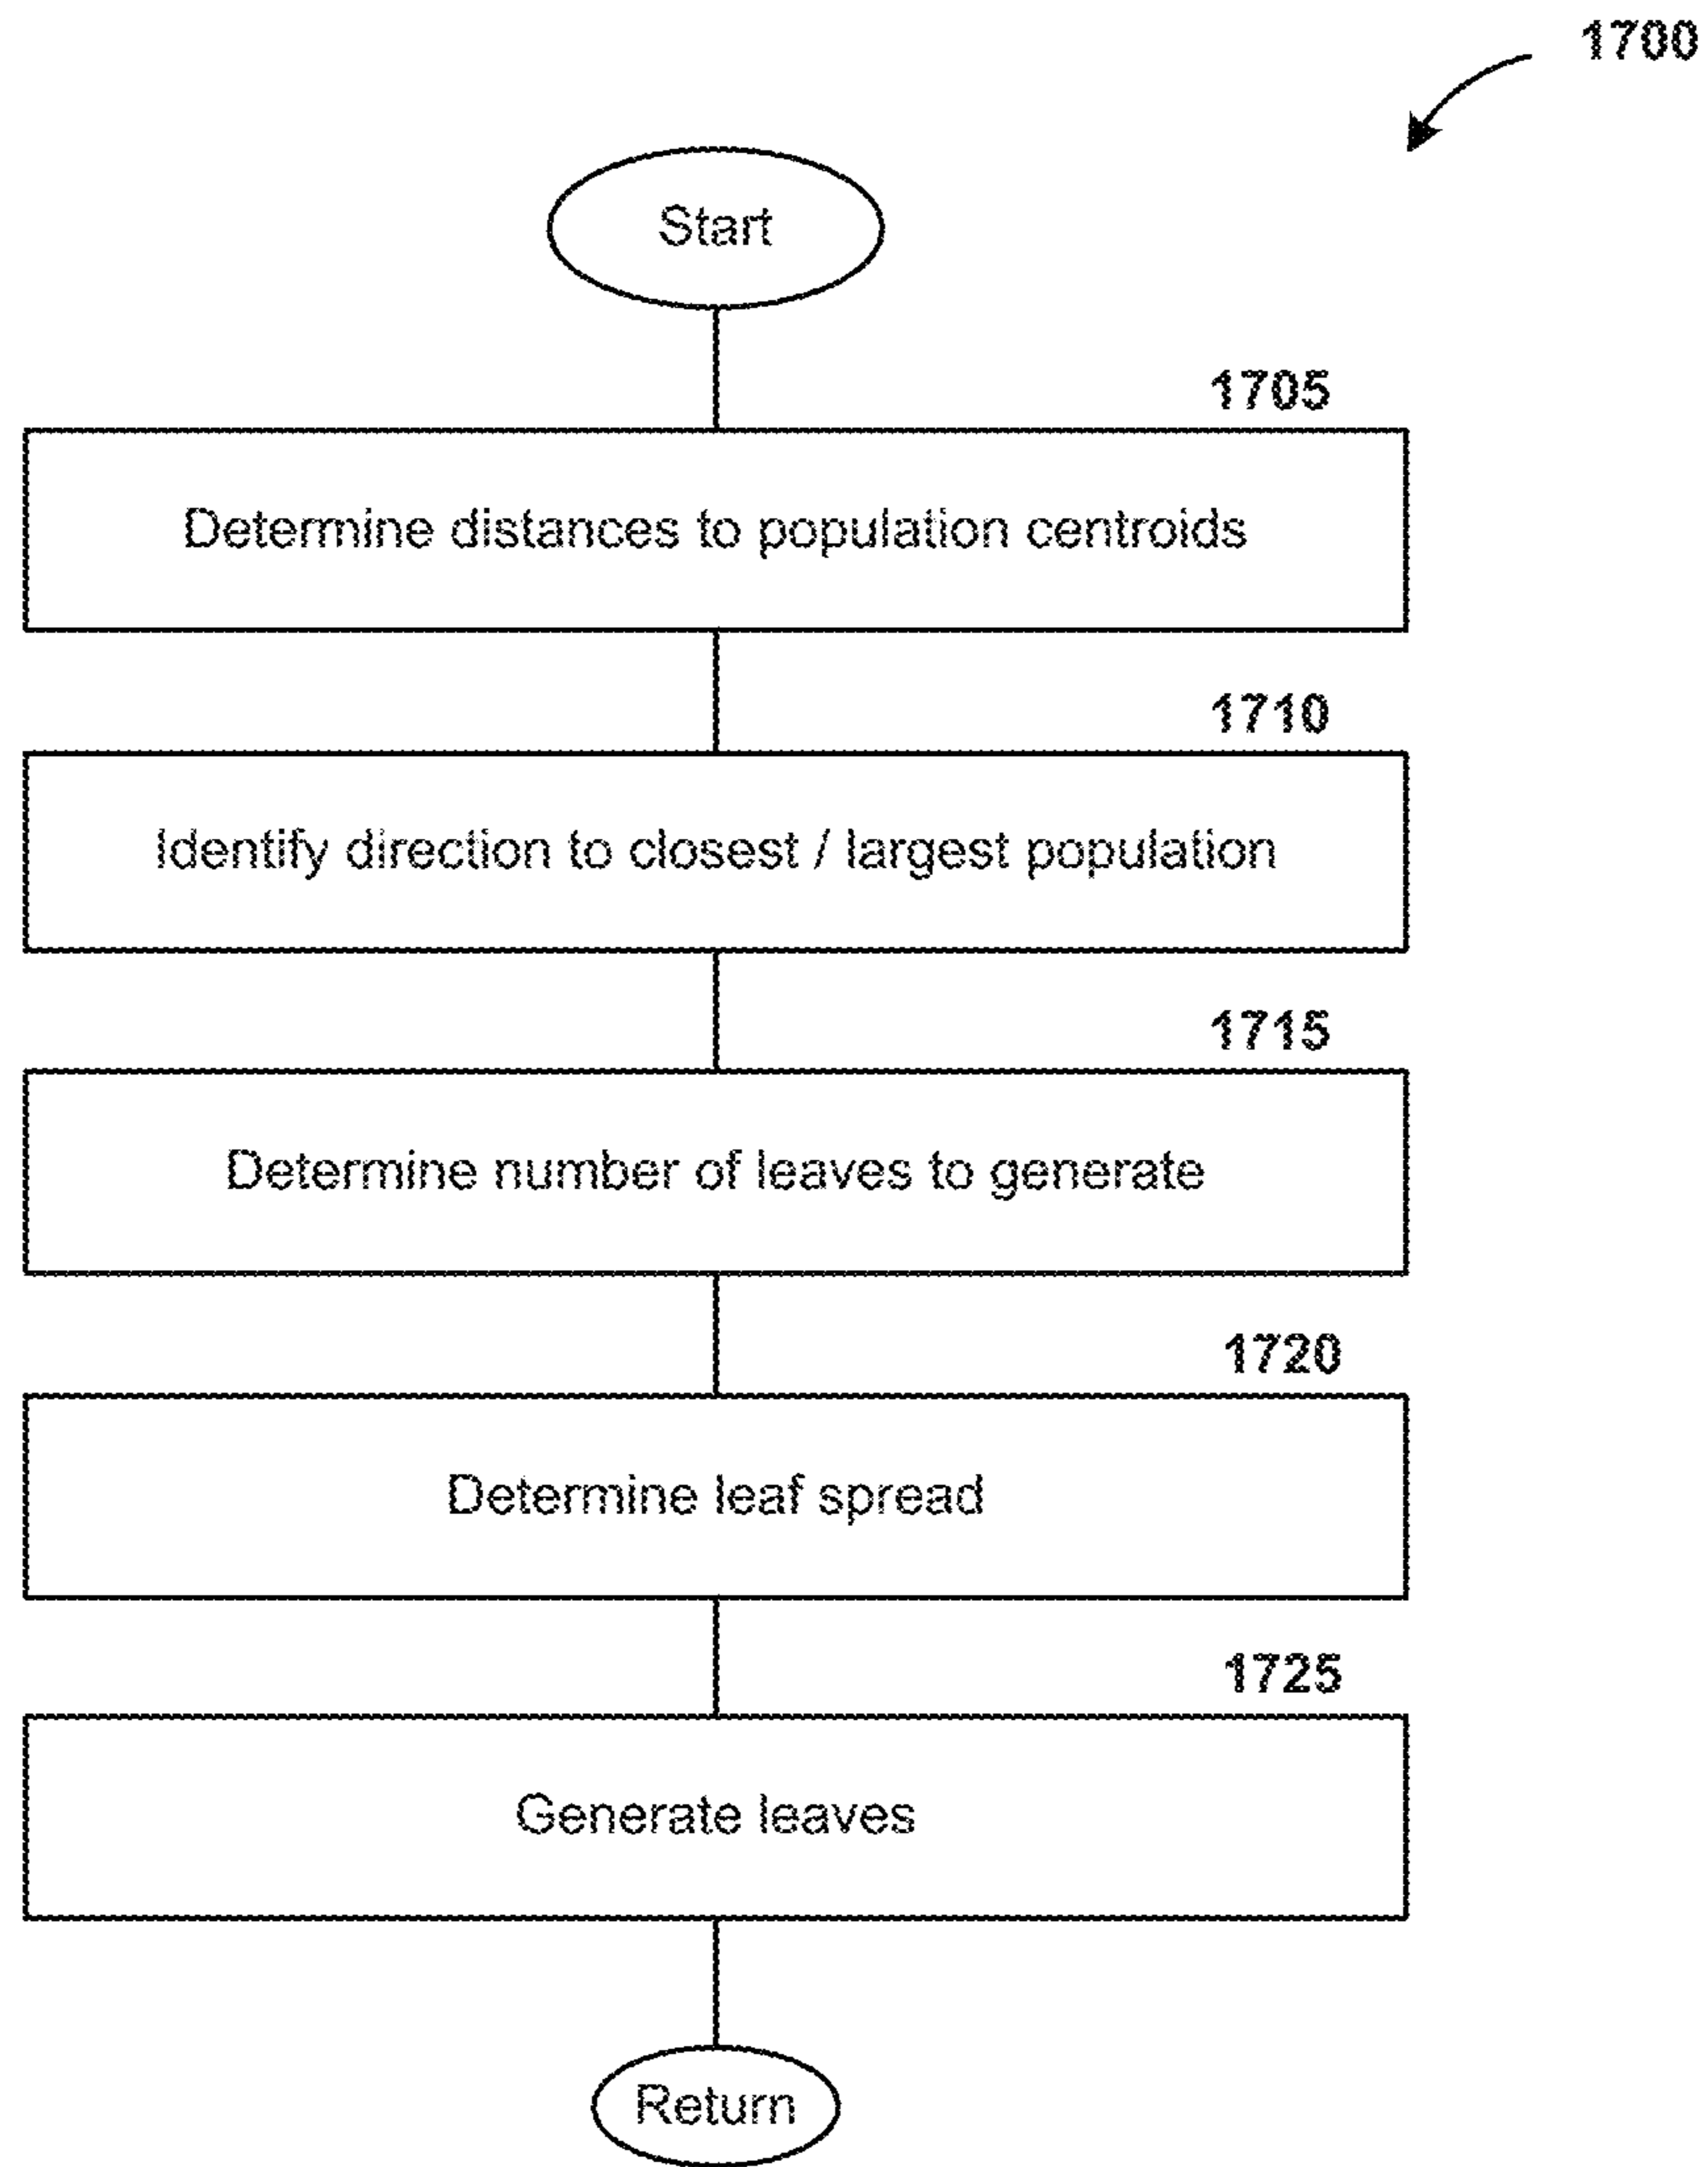 1700
Start
1705
Determine distances to population centroids
1710
Identify direction to closest / largest population
1715
Determine number of leaves to generate
1720
Determine leaf spread
1725
Generate leaves
Return